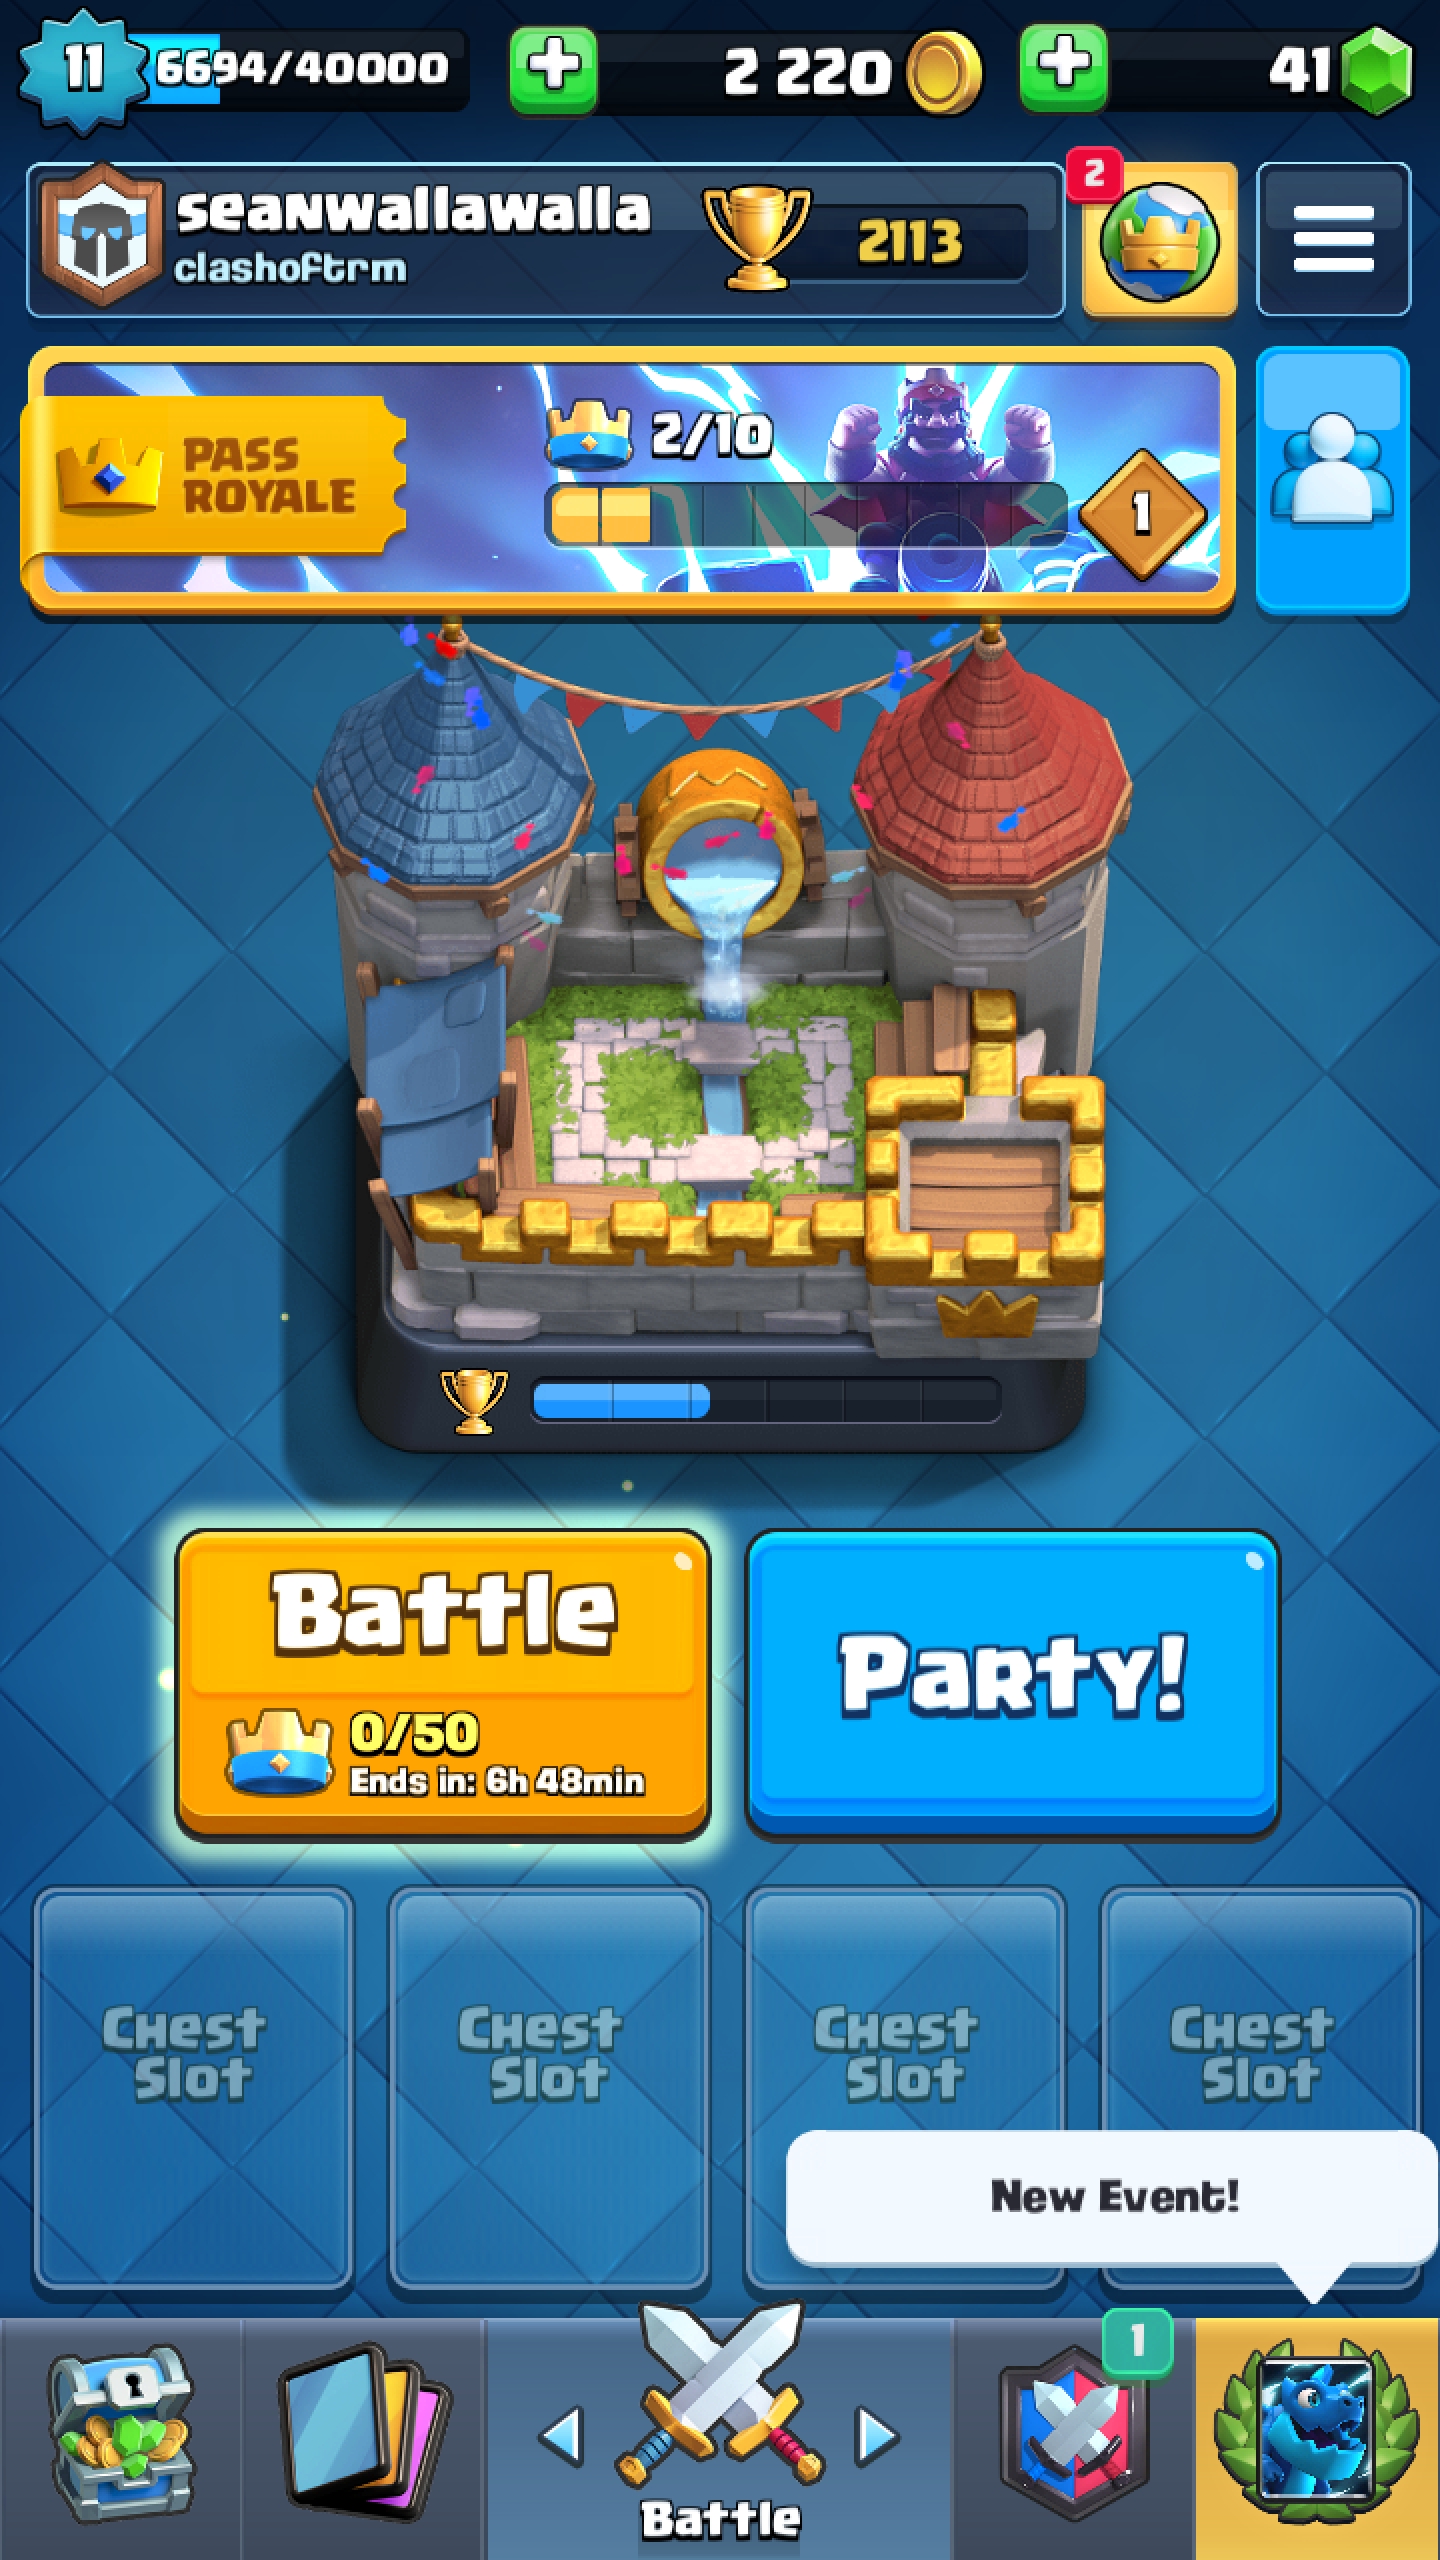 11
6694/40000
2 220
41
seanwallawalla
clashoftrm
2113
2
PASS
ROYALE
2/10
1
Battle
0/50
Ends in: 6h 48min
Party!
Chest
Slot
Chest
Slot
Chest
Slot
Chest
Slot
New Event!
1
Battle